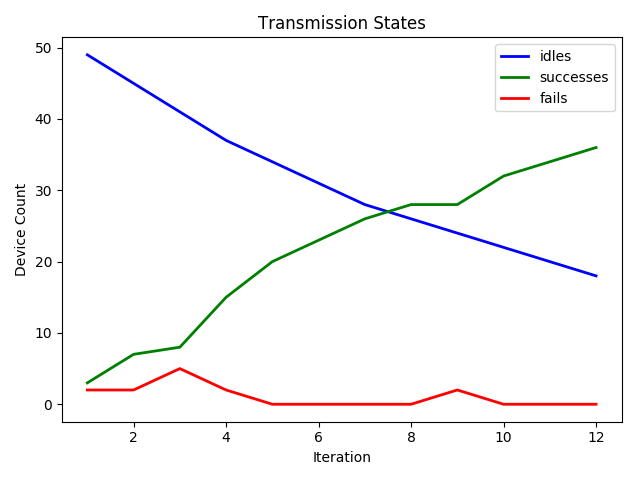 Transmission States
idles
successes
fails
Device Count
50
40
30
20
10
0
2 4 6 8 10 12
Iteration